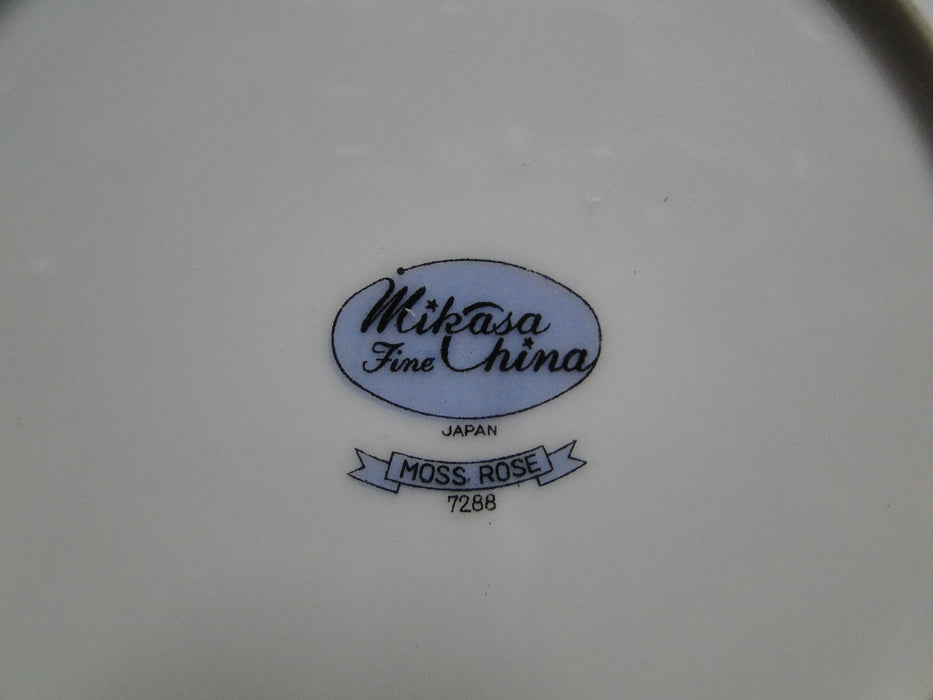 Mikasa
Fine China
JAPAN
MOSS ROSE
7288